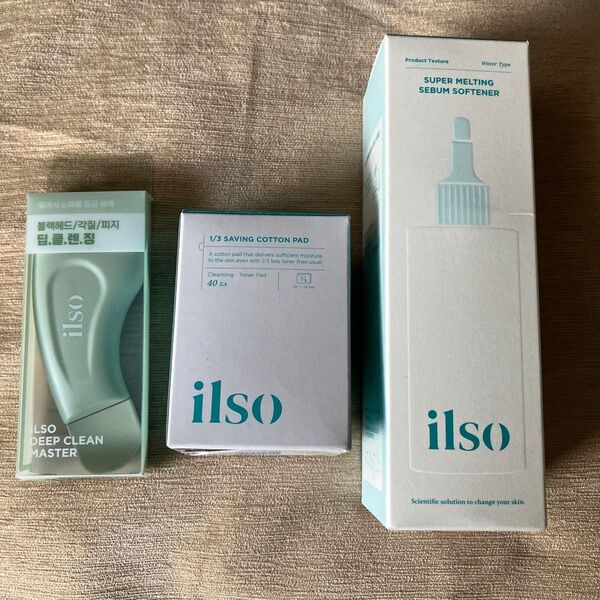 블랙헤드/각질/피지
딥.클.렌.징
ilso
ILSO
DEEP CLEAN
MASTER
1/3 SAVING COTTON PAD
A cotton pad that delivers sufficient moisture
to the skin even with 1/3 less toner than usual
Cleansing · Toner Pad
40 EA
1/3
ilso
Product Texture
Water Type
SUPER MELTING
SEBUM SOFTENER
ilso
Scientific solution to change your skin.